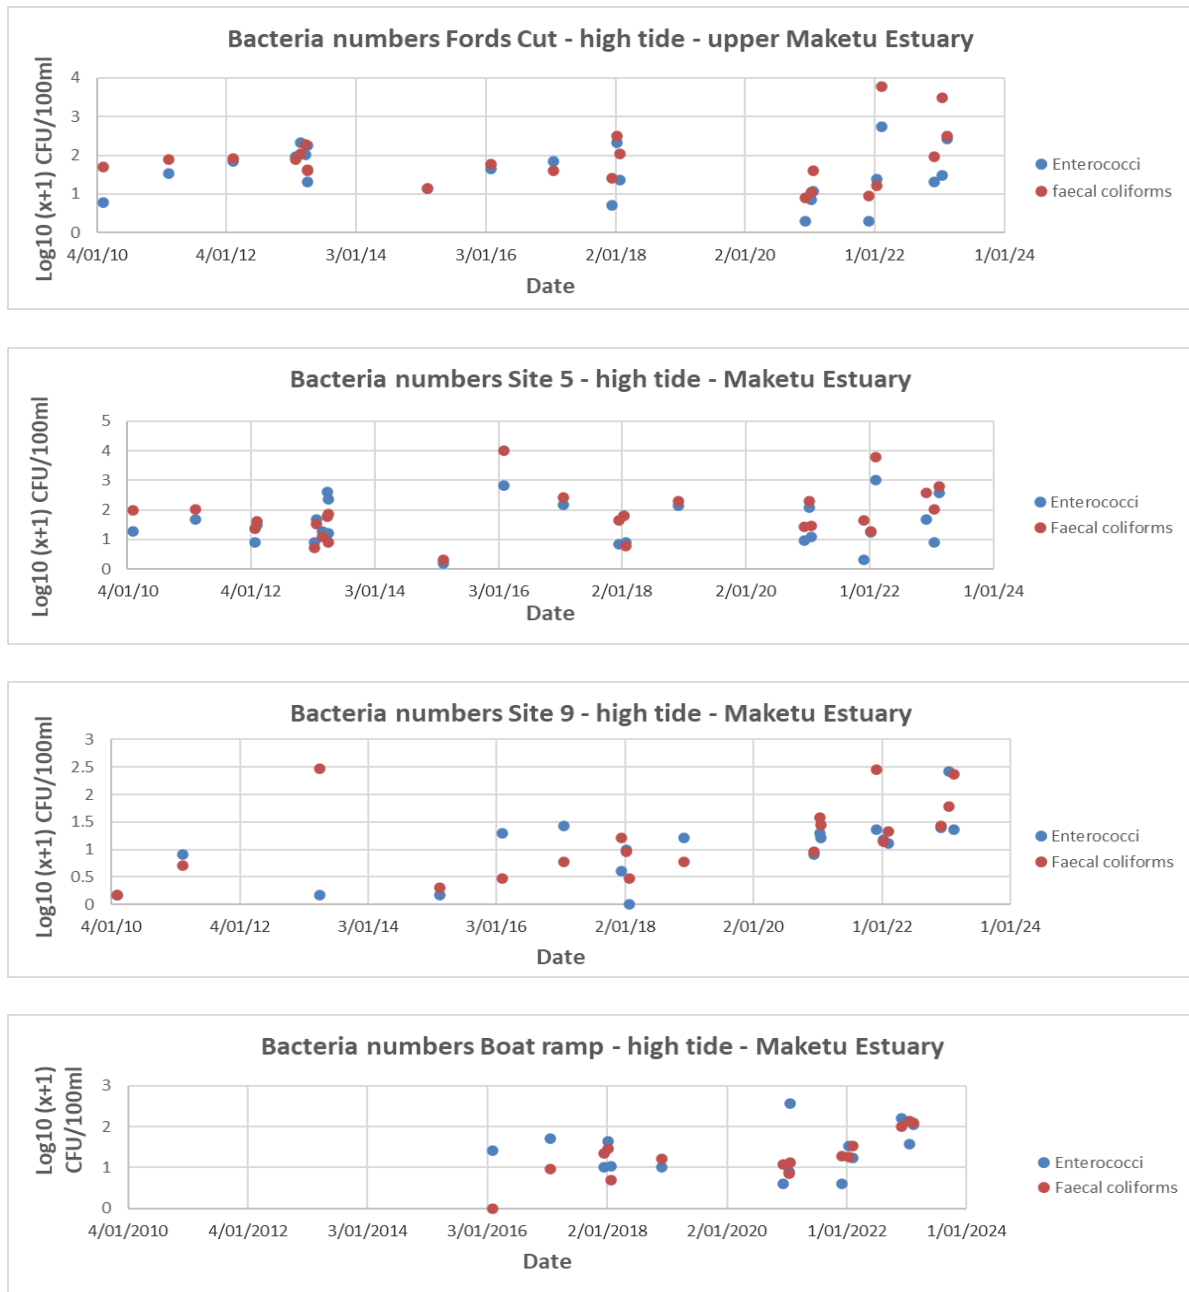 Bacteria numbers Fords Cut - high tide - upper Maketu Estuary
Log10 (x+1) CFU/100ml
4
3
2
1
0
4/01/10 4/01/12 3/01/14 3/01/16 2/01/18 2/01/20 1/01/22 1/01/24
Date
Enterococci
faecal coliforms
Bacteria numbers Site 5 - high tide - Maketu Estuary
Log10 (x+1) CFU/100ml
5
4
3
2
1
0
4/01/10 4/01/12 3/01/14 3/01/16 2/01/18 2/01/20 1/01/22 1/01/24
Date
Enterococci
Faecal coliforms
Bacteria numbers Site 9 - high tide - Maketu Estuary
Log10 (x+1) CFU/100ml
3
2.5
2
1.5
1
0.5
0
4/01/10 4/01/12 3/01/14 3/01/16 2/01/18 2/01/20 1/01/22 1/01/24
Date
Enterococci
Faecal coliforms
Bacteria numbers Boat ramp - high tide - Maketu Estuary
Log10 (x+1)
CFU/100ml
3
2
1
0
4/01/2010 4/01/2012 3/01/2014 3/01/2016 2/01/2018 2/01/2020 1/01/2022 1/01/2024
Date
Enterococci
Faecal coliforms